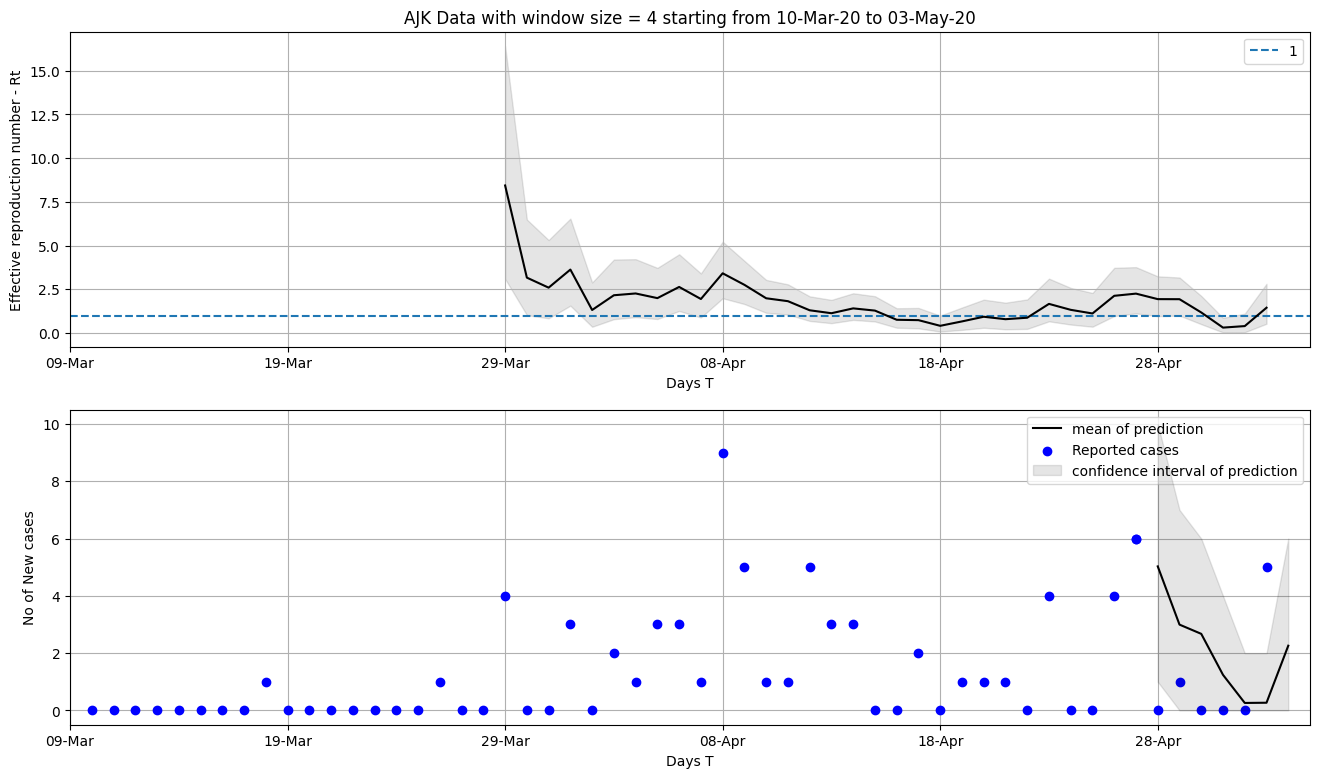 AJK Data with window size = 4 starting from 10-Mar-20 to 03-May-20
Effective reproduction number - Rt
15.0
12.5
10.0
7.5
5.0
2.5
0.0
1
09-Mar 19-Mar 29-Mar 08-Apr 18-Apr 28-Apr
Days T
No of New cases
10
8
6
4
2
0
mean of prediction
Reported cases
confidence interval of prediction
09-Mar 19-Mar 29-Mar 08-Apr 18-Apr 28-Apr
Days T